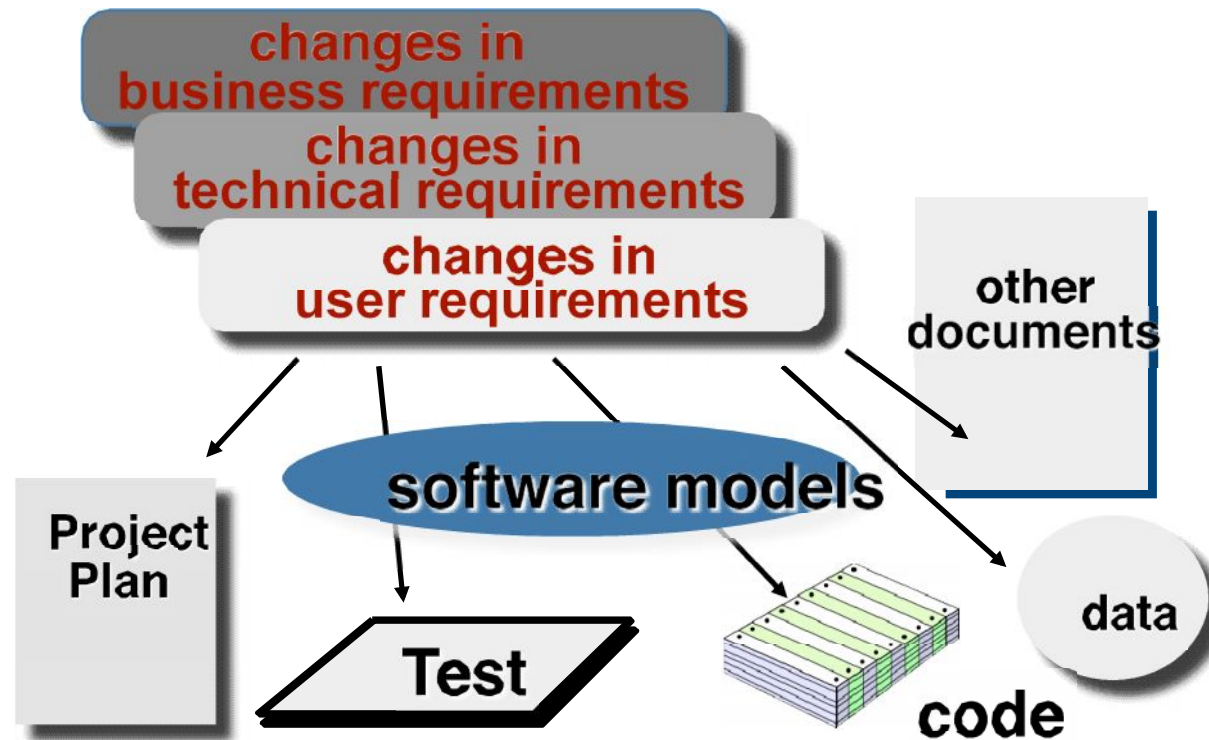 changes in
business requirements
changes in
technical requirements
changes in
user requirements
other
documents
software models
Project
Plan
Test
data
code